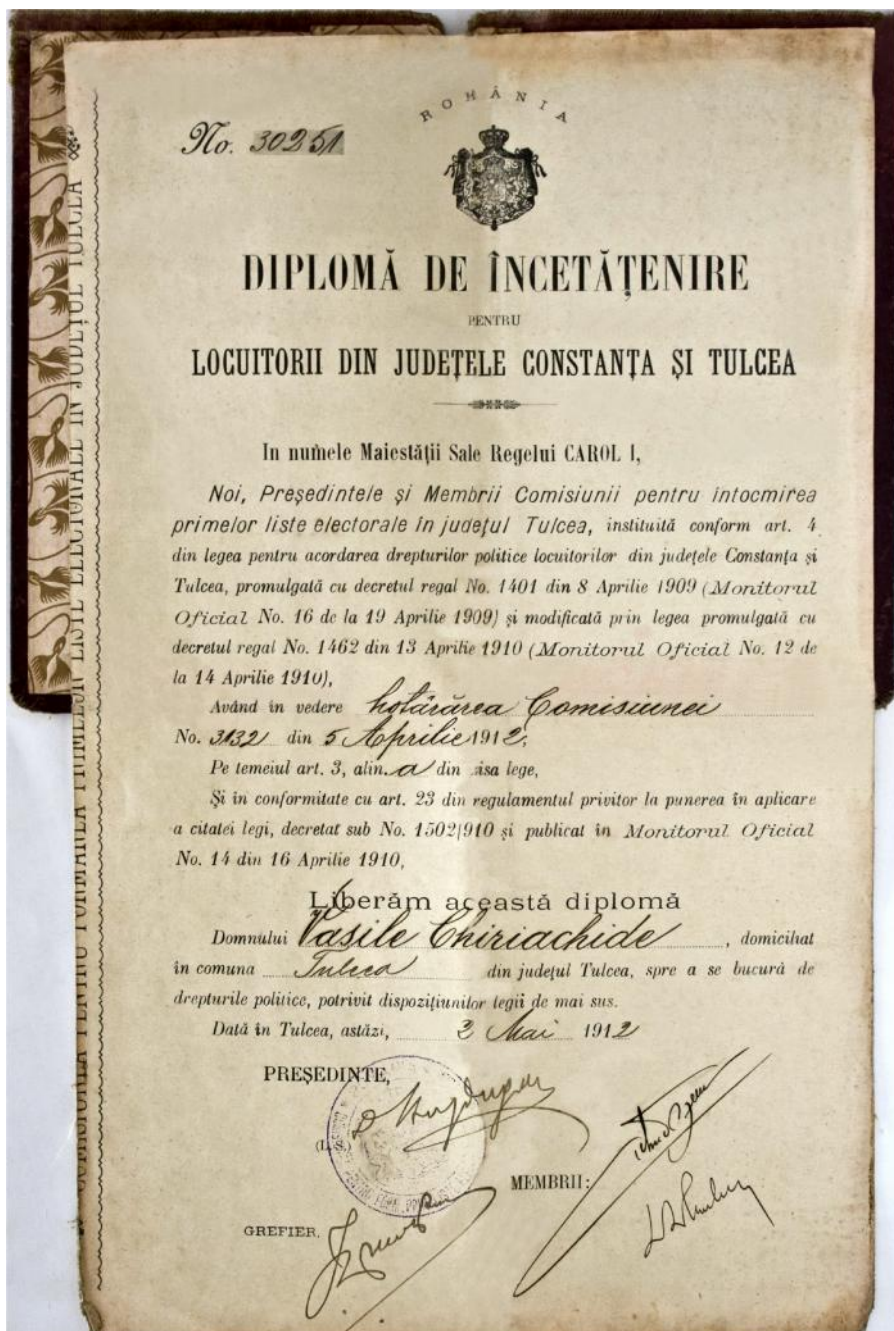 ROMÂNIA
No. 30251
DIPLOMĂ DE ÎNCETĂȚENIRE
PENTRU
LOCUITORII DIN JUDEȚELE CONSTANȚA ȘI TULCEA
In numele Maiestății Sale Regelui CAROL I,
Noi, Președintele și Membrii Comisiunii pentru întocmirea
primelor liste electorale în județul Tulcea, instituită conform art. 4
din legea pentru acordarea drepturilor politice locuitorilor din județele Constanța și
Tulcea, promulgată cu decretul regal No. 1401 din 8 Aprilie 1909 (Monitorul
Oficial No. 16 de la 19 Aprilie 1909) și modificată prin legea promulgată cu
decretul regal No. 1462 din 13 Aprilie 1910 (Monitorul Oficial No. 12 de
la 14 Aprilie 1910),
Având în vedere hotărârea Comisiunei
No. 3132 din 5 Aprilie 1912,
Pe temeiul art. 3, alin. a din zisa lege,
Și în conformitate cu art. 23 din regulamentul privitor la punerea în aplicare
a citatei legi, decretat sub No. 1502/910 și publicat în Monitorul Oficial
No. 14 din 16 Aprilie 1910,
Liberăm această diplomă
Domnului Vasile Chiriachide, domiciliat
în comuna Tulcea din județul Tulcea, spre a se bucură de
drepturile politice, potrivit dispozițiunilor legii de mai sus.
Dată în Tulcea, astăzi, 2 Mai 1912
PREȘEDINTE,
(L. S.)
MEMBRII:
GREFIER,
LISTE ELECTORALE IN JUDEȚUL TULCEA